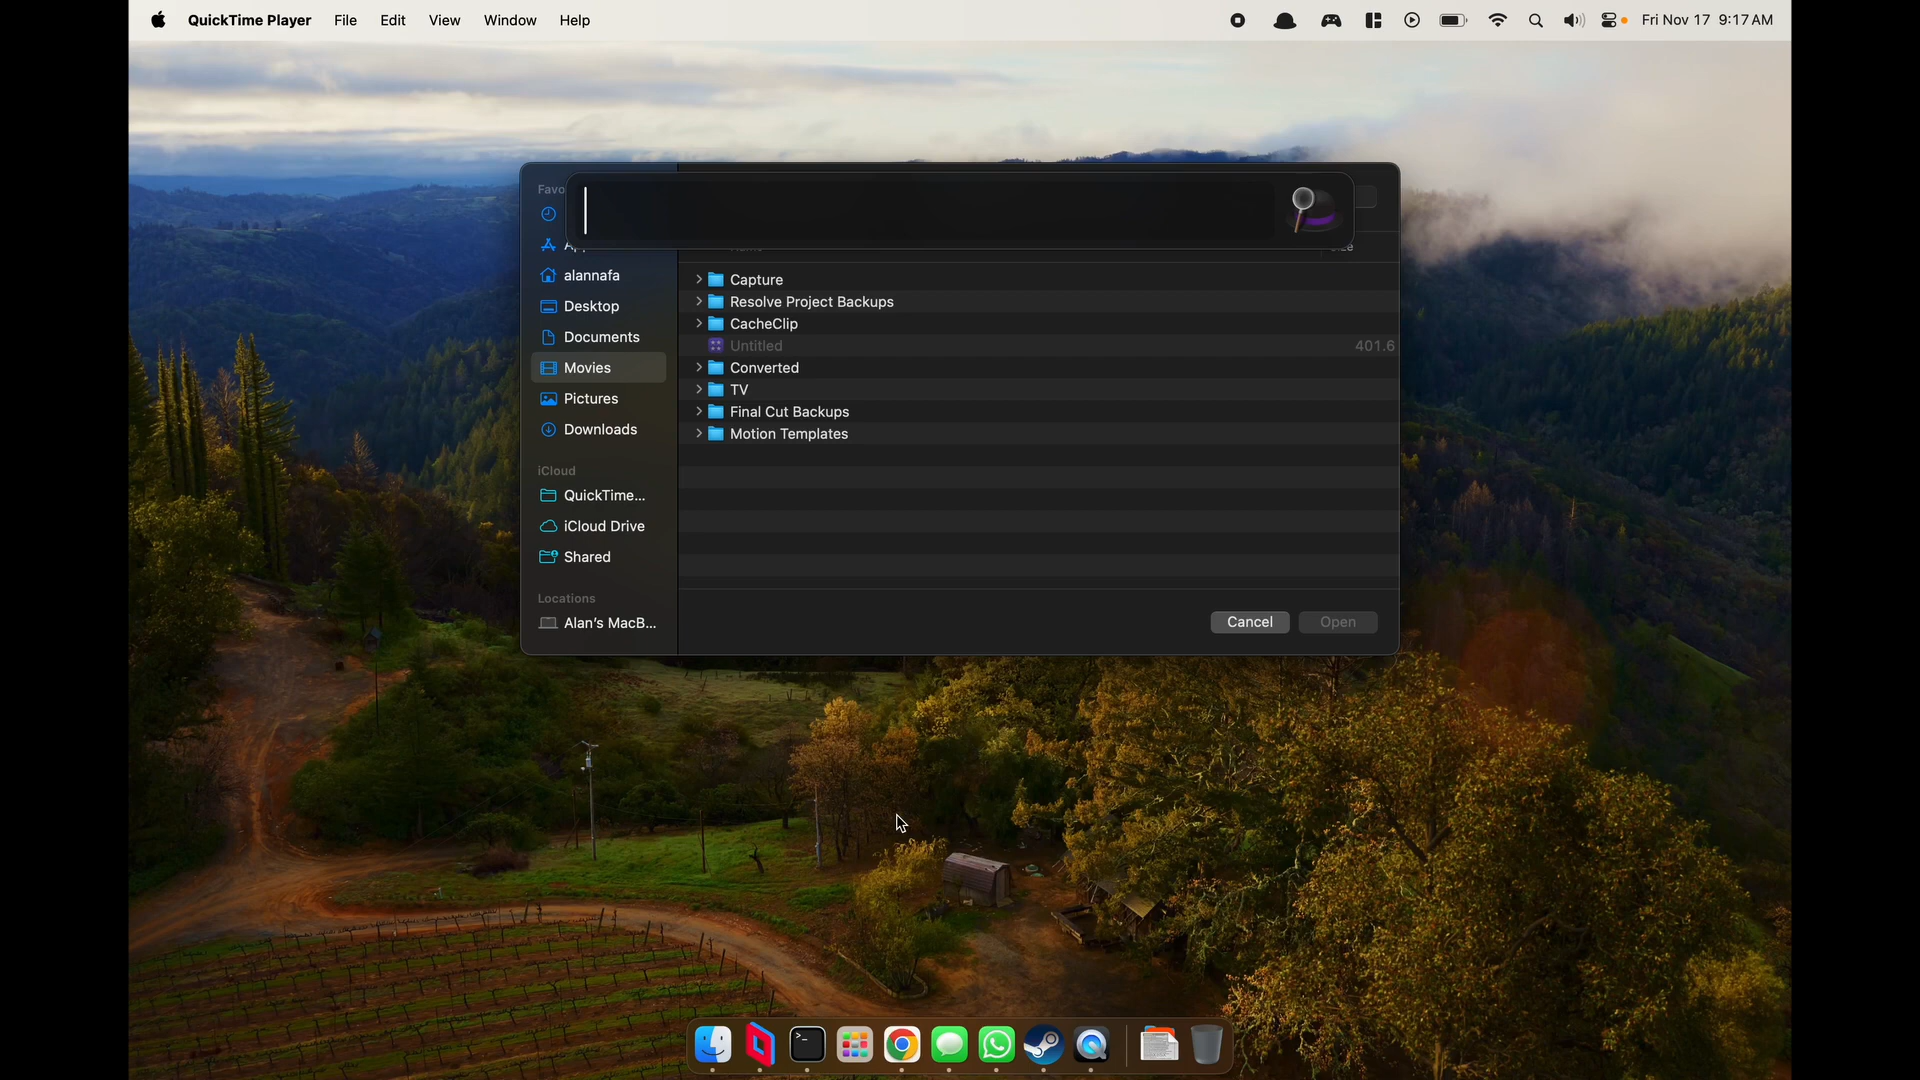 QuickTime Player File Edit View Window Help Fri Nov 17 9:17 AM
Favo
alannafa
Desktop
Documents
Movies
Pictures
Downloads
iCloud
QuickTime...
iCloud Drive
Shared
Locations
Alan's MacB...
Capture
Resolve Project Backups
CacheClip
Untitled 401.6
Converted
TV
Final Cut Backups
Motion Templates
Cancel Open